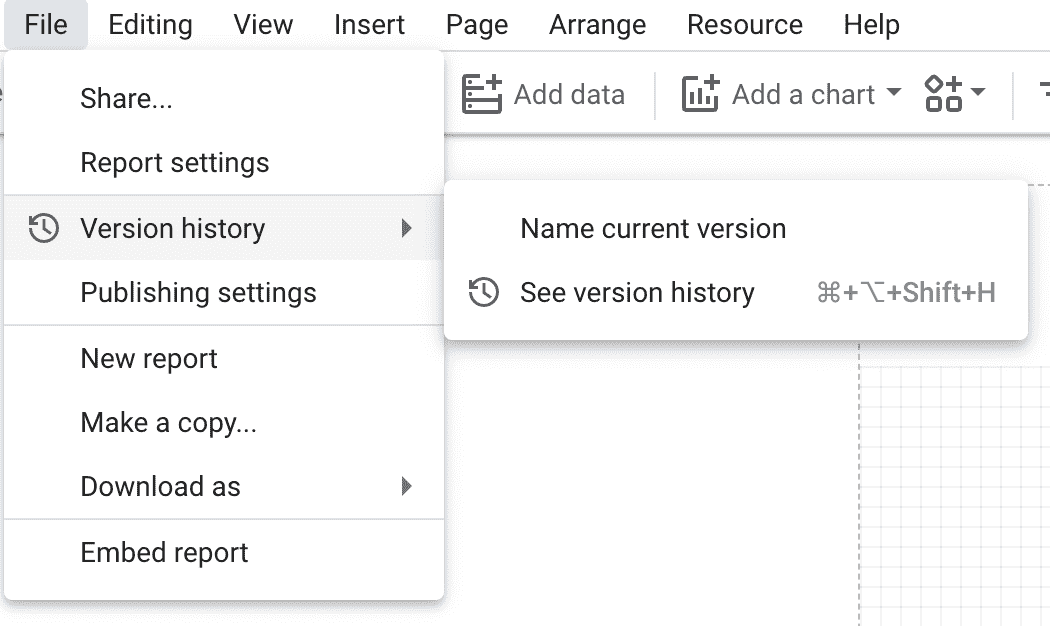 File Editing View Insert Page Arrange Resource Help
Add data Add a chart
Share...
Report settings
Version history
Name current version
See version history ⌘+⌥+Shift+H
Publishing settings
New report
Make a copy...
Download as
Embed report